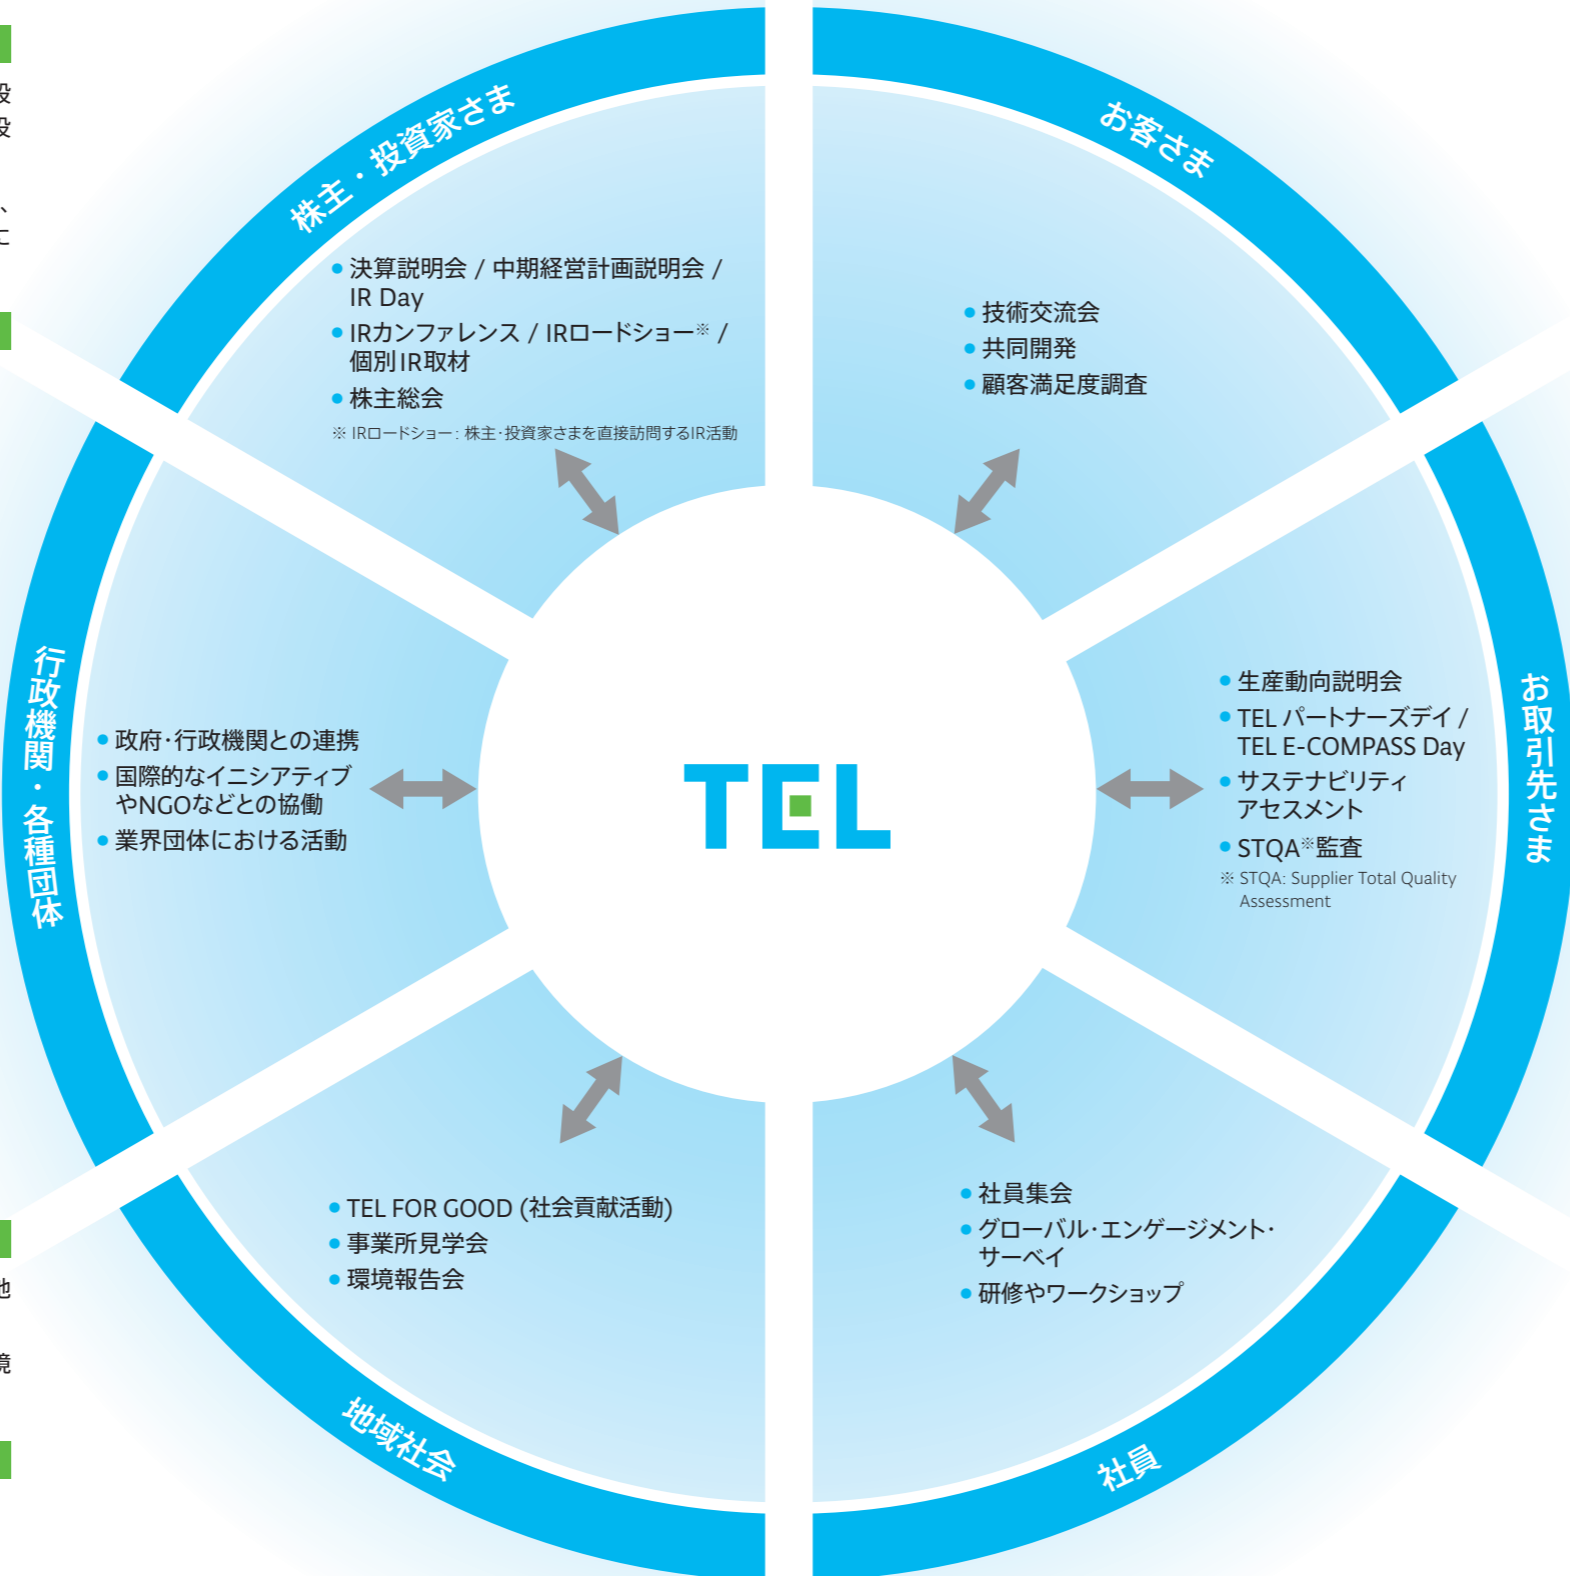 株主・投資家さま
決算説明会 / 中期経営計画説明会 /
IR Day
IRカンファレンス / IRロードショー※ /
個別IR取材
株主総会
※ IRロードショー: 株主・投資家さまを直接訪問するIR活動
お客さま
技術交流会
共同開発
顧客満足度調査
お取引先さま
生産動向説明会
TEL パートナーズデイ /
TEL E-COMPASS Day
サステナビリティ
アセスメント
STQA※監査
※ STQA: Supplier Total Quality
Assessment
社員
社員集会
グローバル・エンゲージメント・
サーベイ
研修やワークショップ
地域社会
TEL FOR GOOD (社会貢献活動)
事業所見学会
環境報告会
行政機関・各種団体
政府・行政機関との連携
国際的なイニシアティブ
やNGOなどとの協働
業界団体における活動
TEL